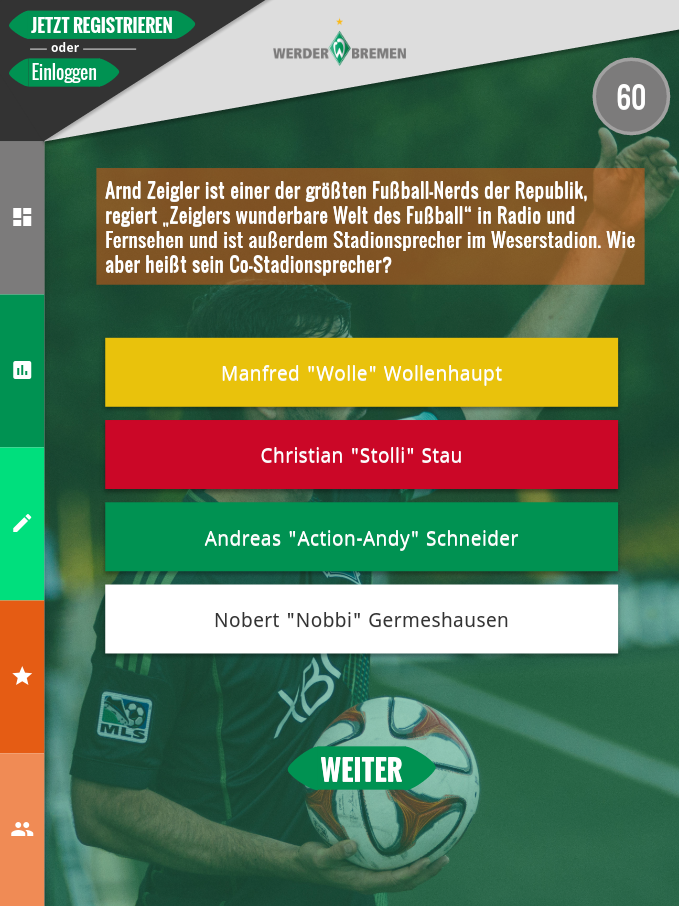 JETZT REGISTRIEREN
oder
Einloggen
WERDER BREMEN
60
Arnd Zeigler ist einer der größten Fußball-Nerds der Republik,
regiert „Zeiglers wunderbare Welt des Fußball“ in Radio und
Fernsehen und ist außerdem Stadionsprecher im Weserstadion. Wie
aber heißt sein Co-Stadionsprecher?
Manfred "Wolle" Wollenhaupt
Christian "Stolli" Stau
Andreas "Action-Andy" Schneider
Nobert "Nobbi" Germeshausen
XB
MLS
WEITER